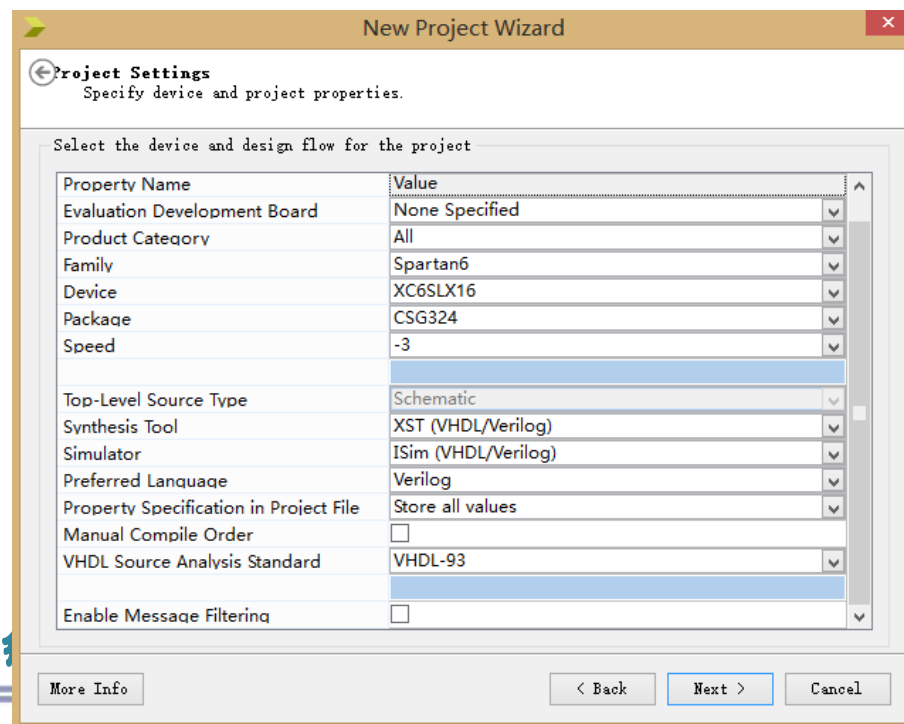 New Project Wizard
Project Settings
Specify device and project properties.
Select the device and design flow for the project
Property Name Value
Evaluation Development Board None Specified
Product Category All
Family Spartan6
Device XC6SLX16
Package CSG324
Speed -3
Top-Level Source Type Schematic
Synthesis Tool XST (VHDL/Verilog)
Simulator ISim (VHDL/Verilog)
Preferred Language Verilog
Property Specification in Project File Store all values
Manual Compile Order
VHDL Source Analysis Standard VHDL-93
Enable Message Filtering
More Info < Back Next > Cancel